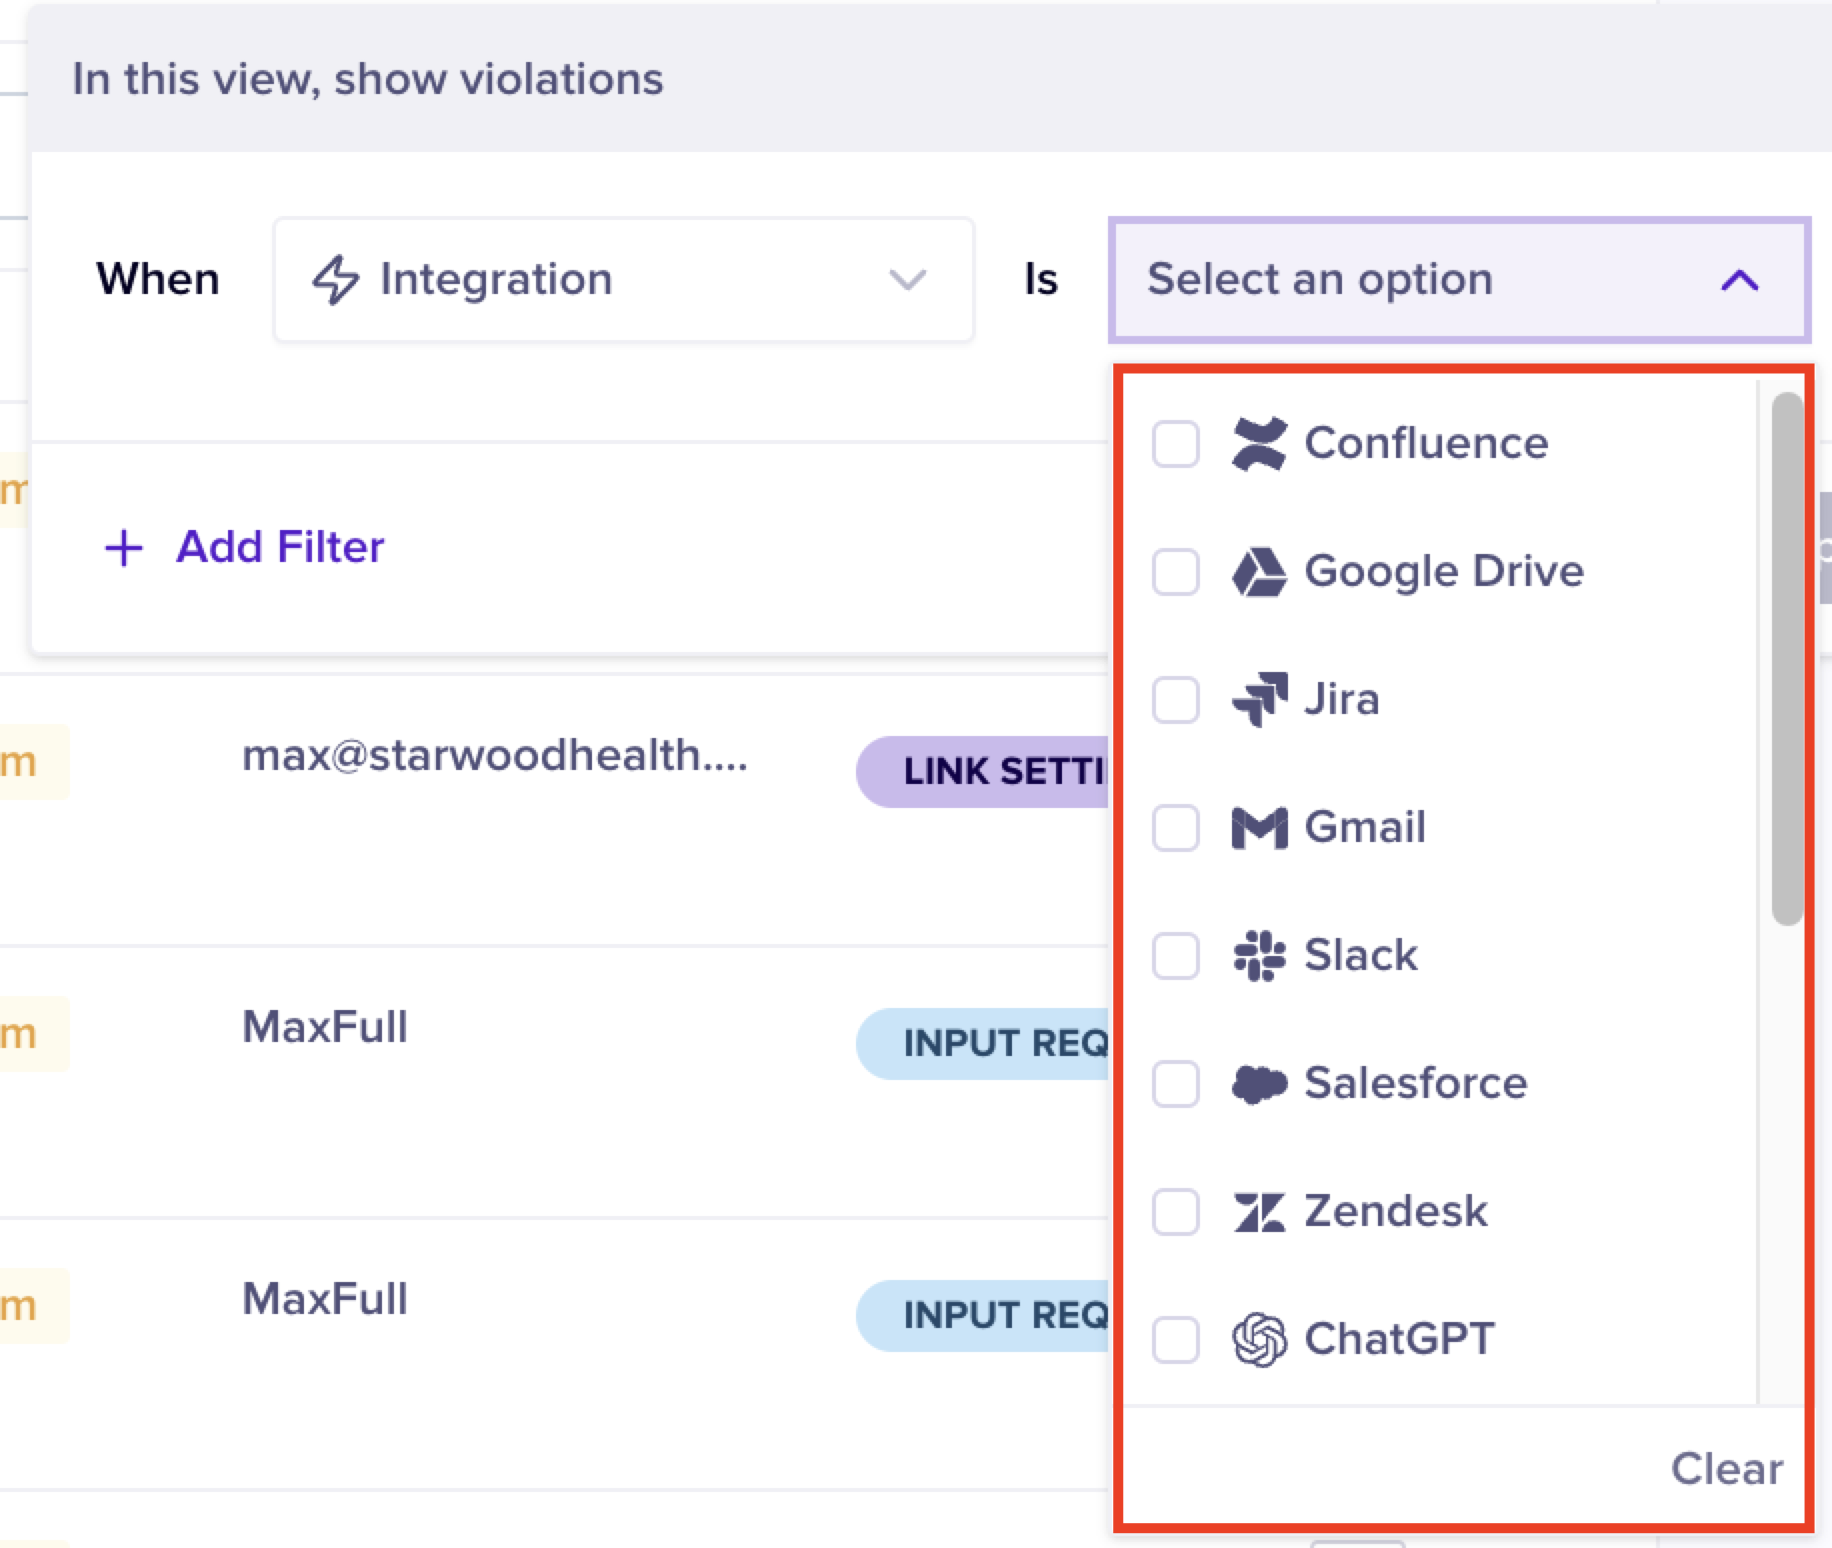 In this view, show violations
When
Integration
Is
Select an option
Confluence
Google Drive
Jira
Gmail
Slack
Salesforce
Zendesk
ChatGPT
Clear
+ Add Filter
m
m
max@starwoodhealth....
LINK SETTI
m
MaxFull
INPUT REQ
m
MaxFull
INPUT REQ